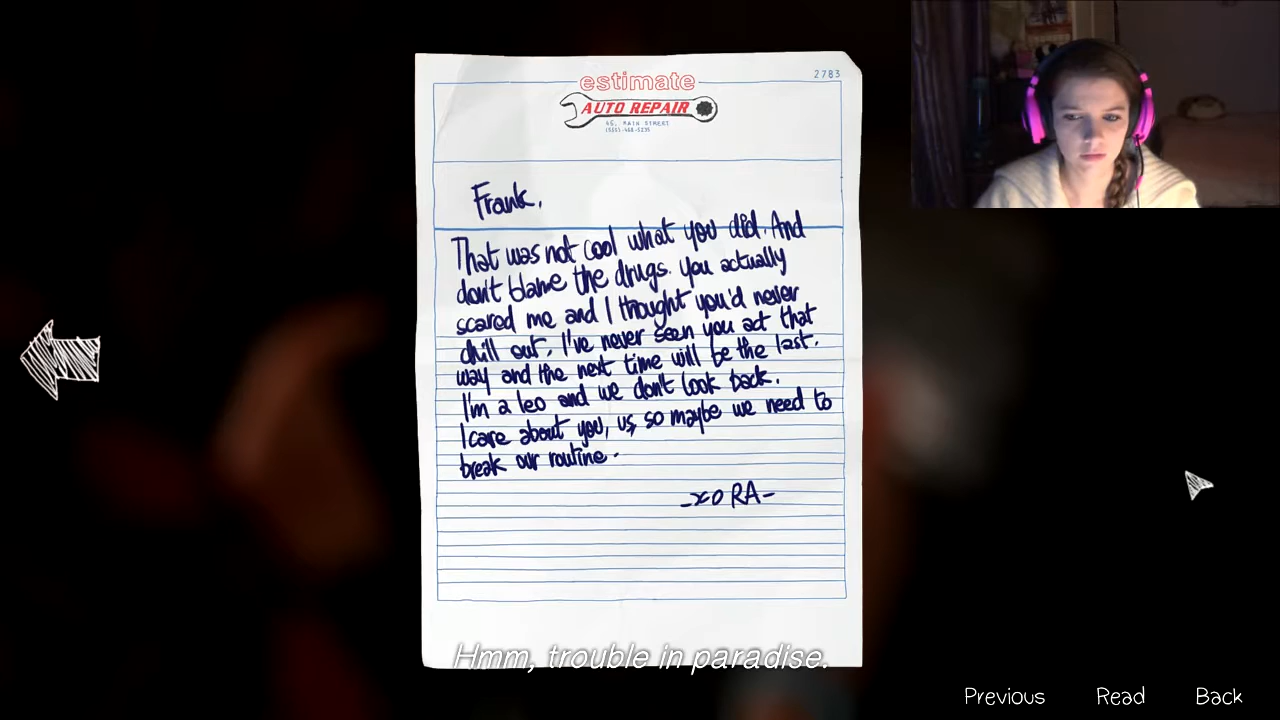 estimate
2783
AUTO REPAIR
45, MAIN STREET
Frank,
That was not cool what you did. And
don't blame the drugs. You actually
scared me and I thought you'd never
chill out. I've never seen you act that
way and the next time will be the last.
I'm a leo and we don't look back.
I care about you, us, so maybe we need to
break our routine.
-xo RA-
Hmm, trouble in paradise.
Previous Read Back